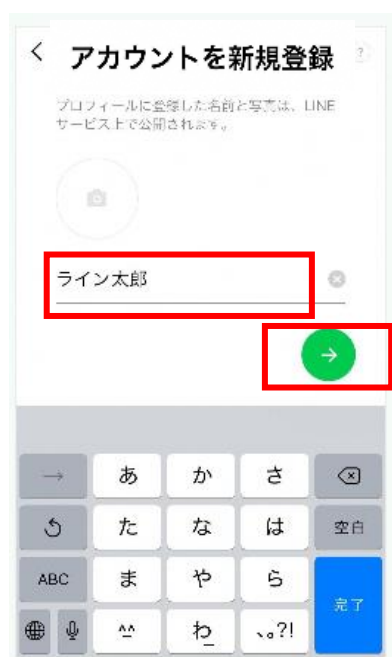 アカウントを新規登録
?
プロフィールに登録した名前と写真は、LINE
サービス上で公開されます。
ライン太郎
→
→ あ か さ
た な は 空白
ABC ま や ら
^^ わ_ 、。?! 完了